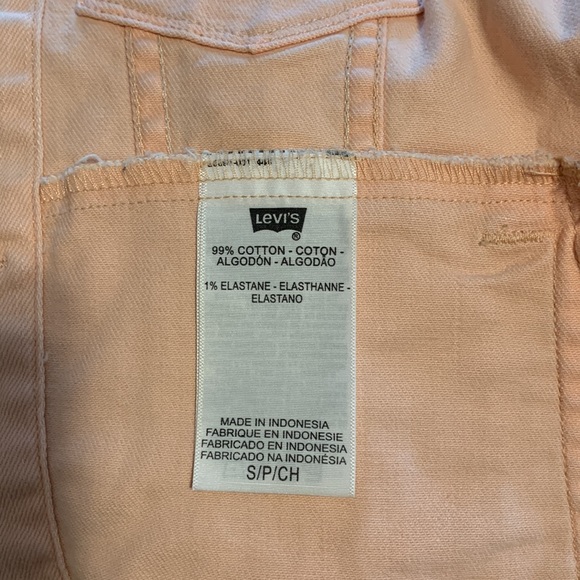 Levi's
®
99% COTTON - COTON -
ALGODÓN - ALGODÃO
1% ELASTANE - ELASTHANNE -
ELASTANO
MADE IN INDONESIA
FABRIQUE EN INDONESIE
FABRICADO EN INDONESIA
FABRICADO NA INDONÉSIA
S/P/CH